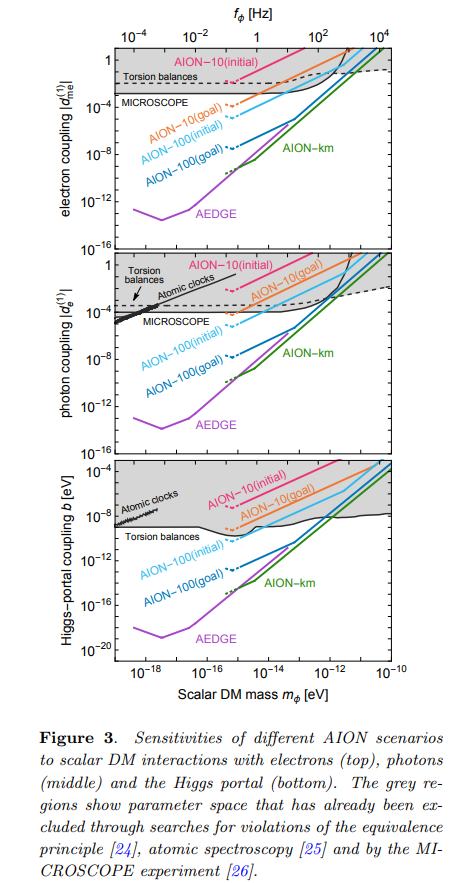 f_ϕ [Hz]
10⁻⁴ 10⁻² 1 10² 10⁴
electron coupling |d_me^(1)|
1
10⁻⁴
10⁻⁸
10⁻¹²
10⁻¹⁶
AION−10(initial)
Torsion balances
MICROSCOPE
AION−10(goal)
AION−100(initial)
AION−100(goal)
AION−km
AEDGE
photon coupling |d_e^(1)|
1
10⁻⁴
10⁻⁸
10⁻¹²
10⁻¹⁶
AION−10(initial)
Torsion
balances
Atomic clocks
AION−10(goal)
MICROSCOPE
AION−100(initial)
AION−100(goal)
AION−km
AEDGE
Higgs−portal coupling b [eV]
10⁻⁴
10⁻⁸
10⁻¹²
10⁻¹⁶
10⁻²⁰
AION−10(initial)
Atomic clocks
AION−10(goal)
Torsion balances
AION−100(initial)
AION−100(goal)
AION−km
AEDGE
10⁻¹⁸ 10⁻¹⁶ 10⁻¹⁴ 10⁻¹² 10⁻¹⁰
Scalar DM mass m_ϕ [eV]
Figure 3. Sensitivities of different AION scenarios
to scalar DM interactions with electrons (top), photons
(middle) and the Higgs portal (bottom). The grey re-
gions show parameter space that has already been ex-
cluded through searches for violations of the equivalence
principle [24], atomic spectroscopy [25] and by the MI-
CROSCOPE experiment [26].